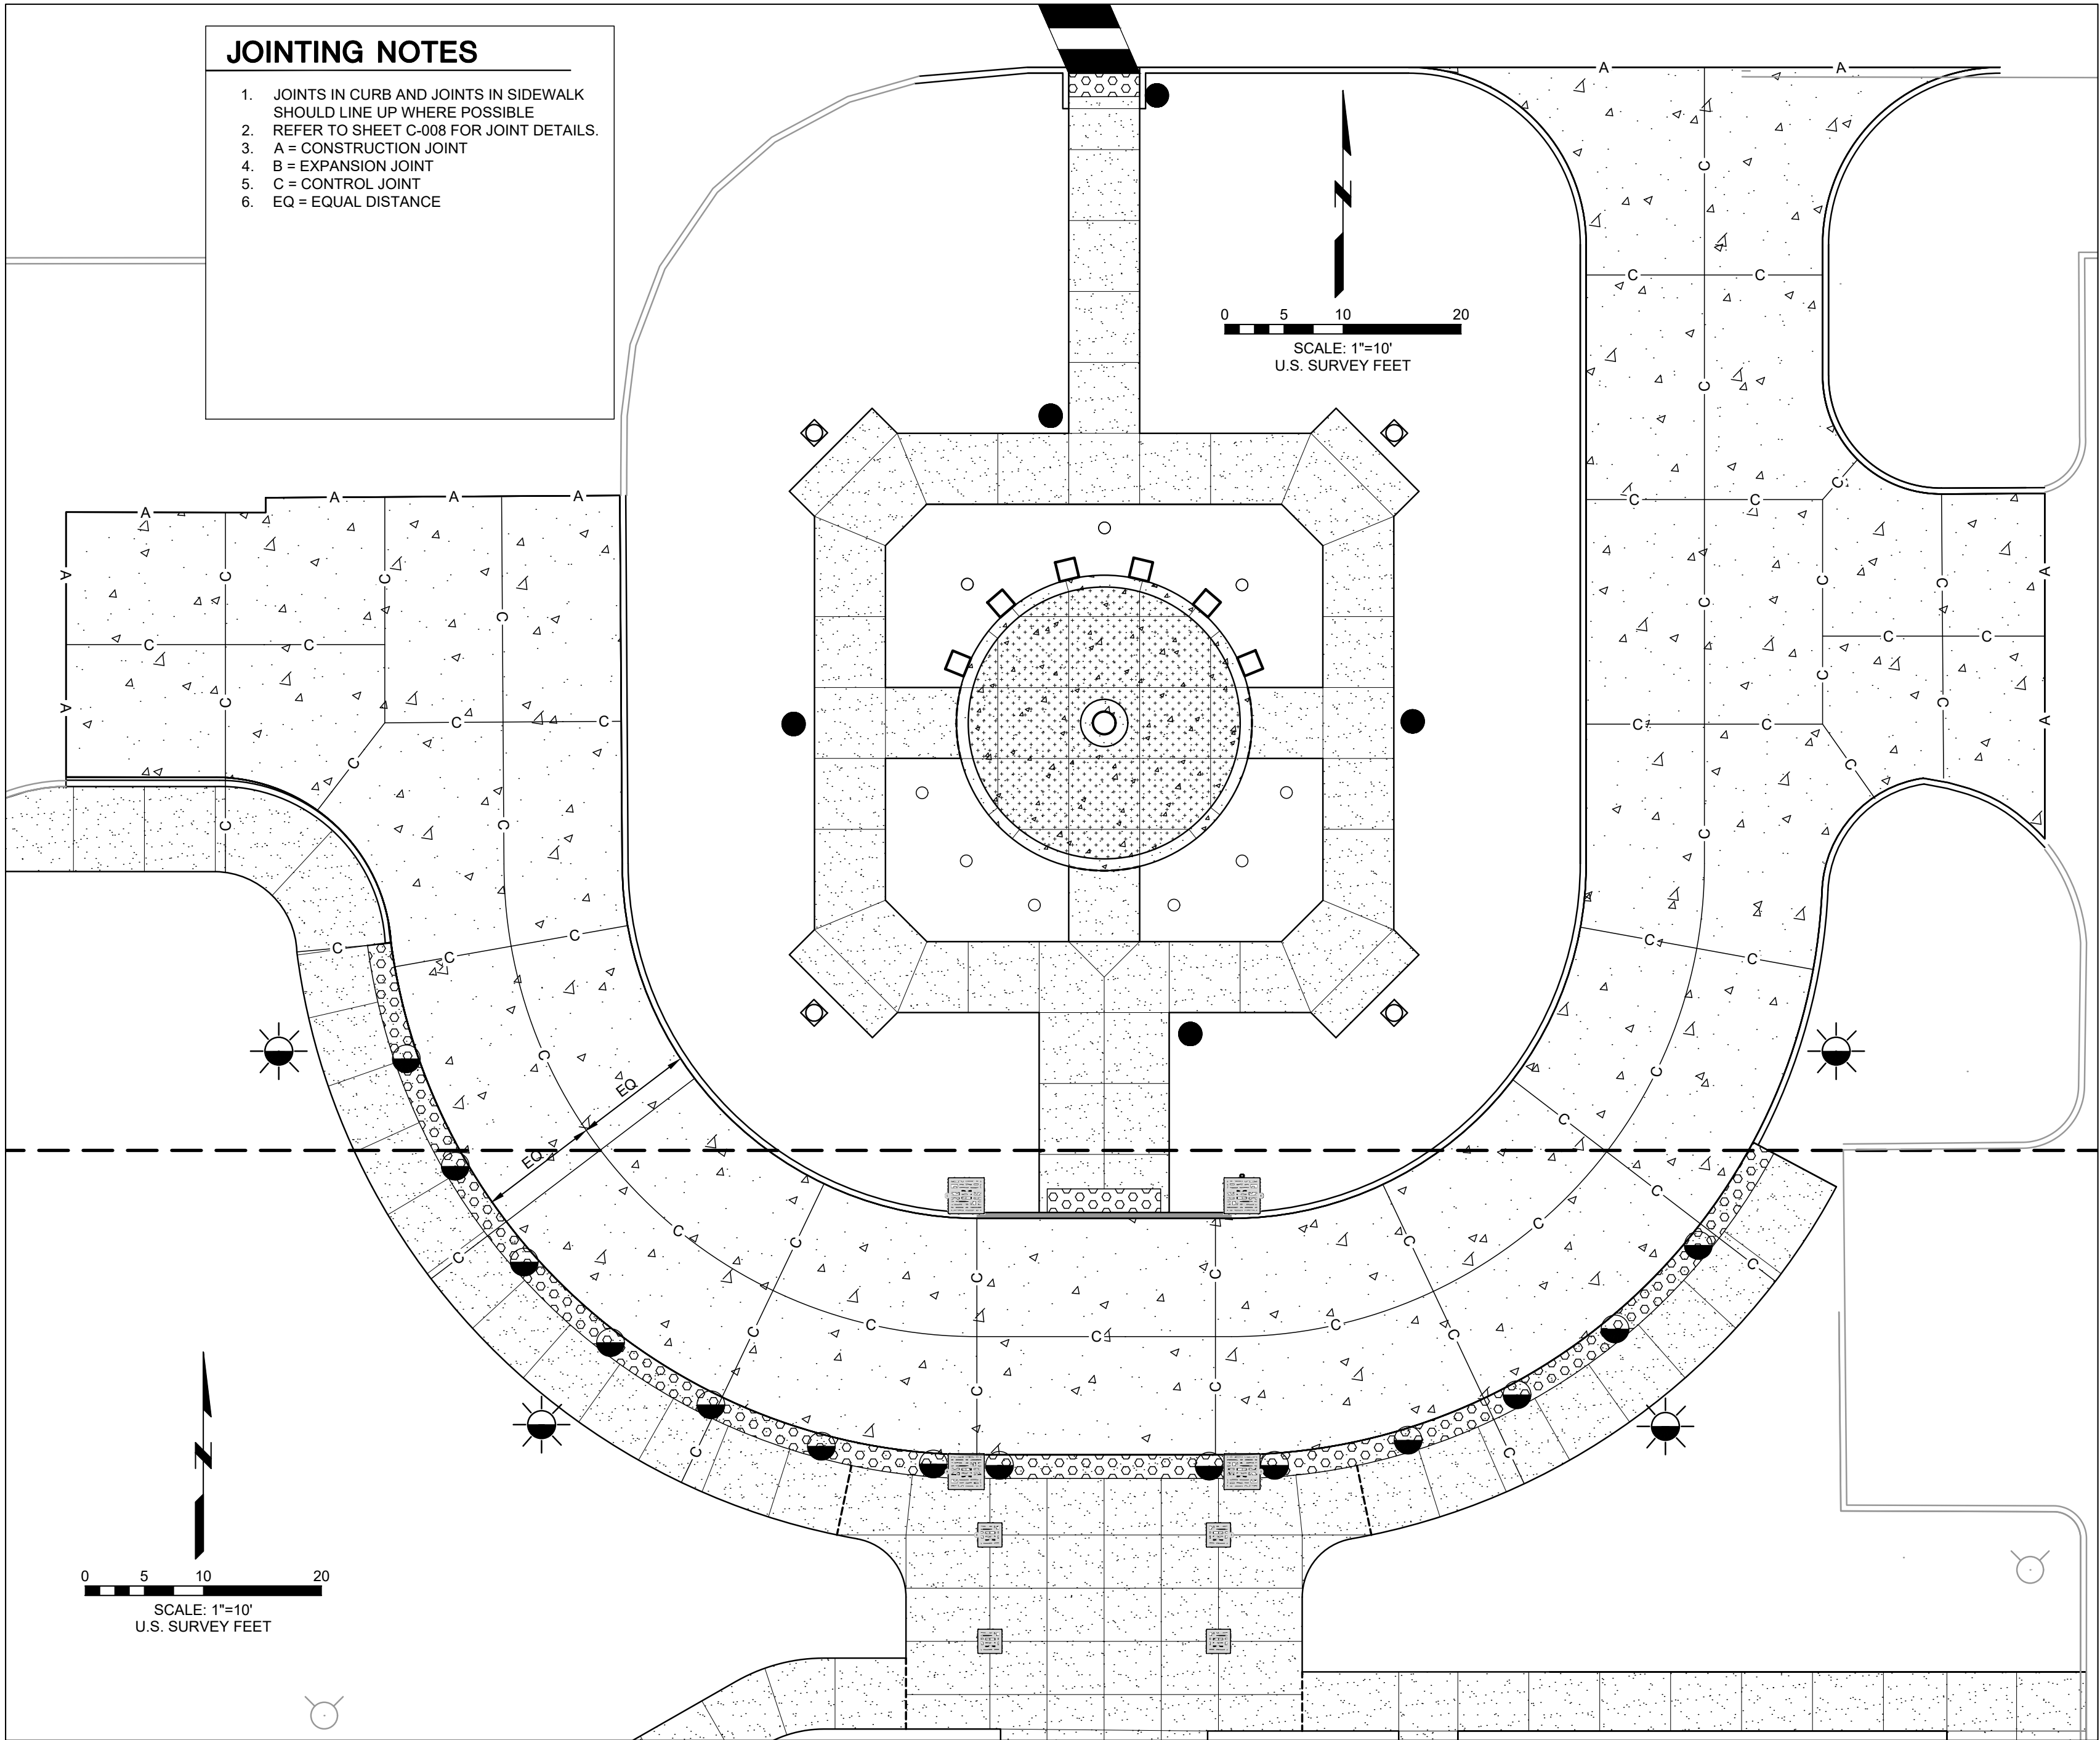 JOINTING NOTES
1. JOINTS IN CURB AND JOINTS IN SIDEWALK
SHOULD LINE UP WHERE POSSIBLE
2. REFER TO SHEET C-008 FOR JOINT DETAILS.
3. A = CONSTRUCTION JOINT
4. B = EXPANSION JOINT
5. C = CONTROL JOINT
6. EQ = EQUAL DISTANCE
A A
C
N
C C
0 5 10 20
SCALE: 1"=10'
U.S. SURVEY FEET
C
C
C C
A A A
A
A C C
C C A
C
C C
C C C
C C
A C C A
C C C
C C
C C
C C
C
C C
C C
C C
C
EQ
C
EQ
C
C C
C C
C C
C C
C C
C C C
C C
C C
C C
N
0 5 10 20
SCALE: 1"=10'
U.S. SURVEY FEET